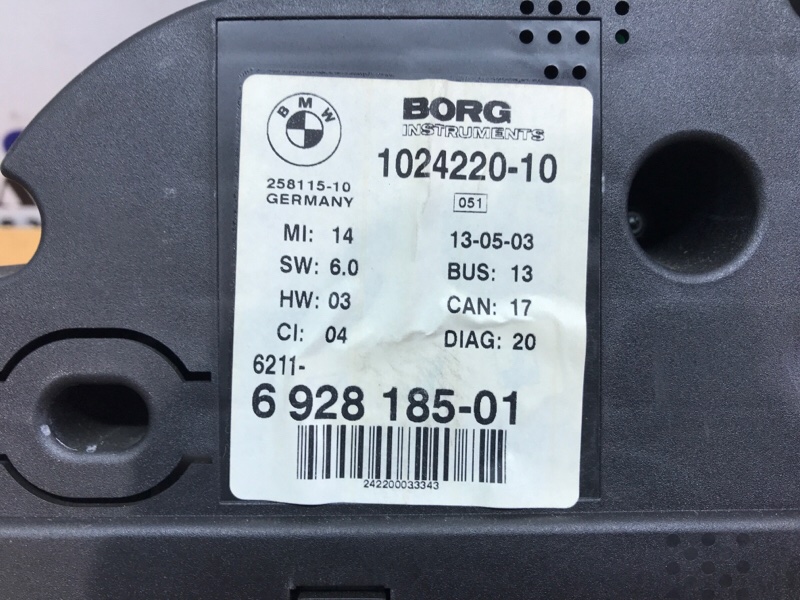 BMW
BORG
INSTRUMENTS
1024220-10
258115-10
GERMANY
051
MI: 14
13-05-03
SW: 6.0
BUS: 13
HW: 03
CAN: 17
CI: 04
DIAG: 20
6211-
6 928 185-01
242200033343